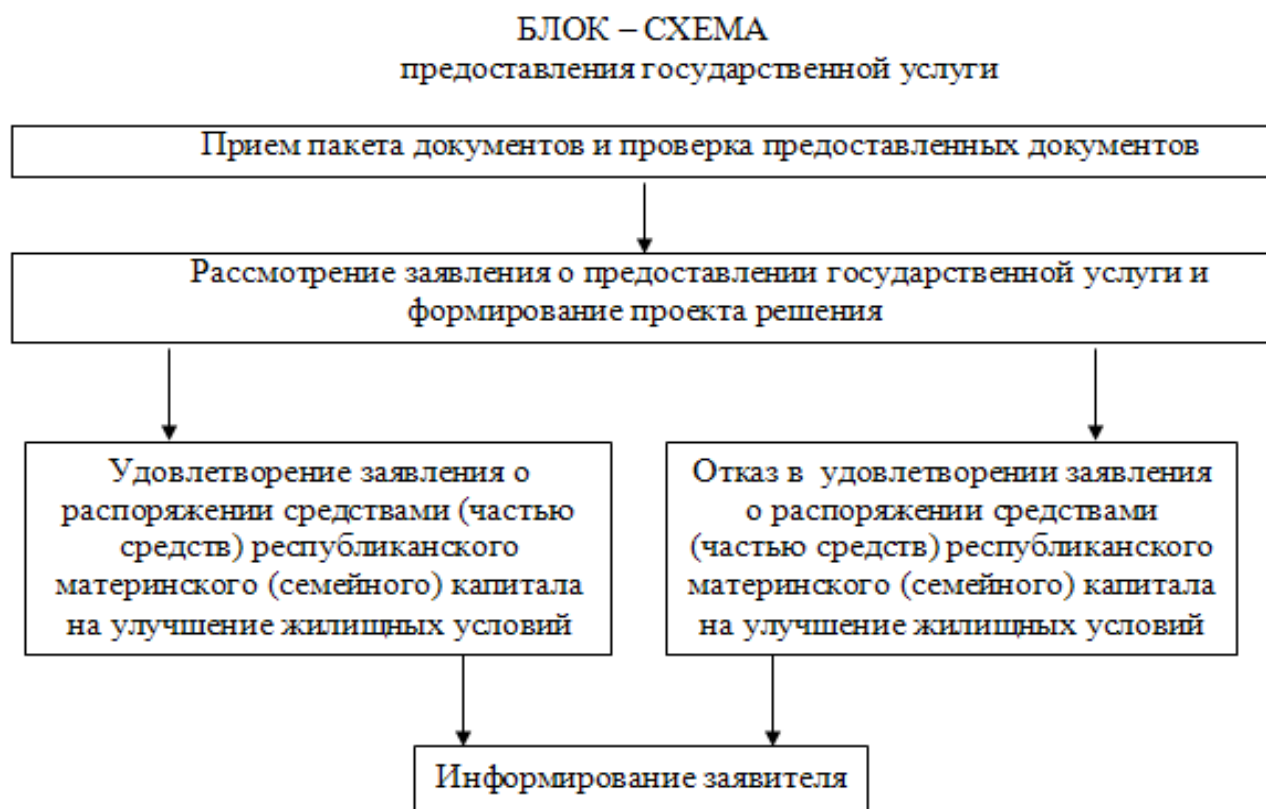 БЛОК – СХЕМА
предоставления государственной услуги
Прием пакета документов и проверка предоставленных документов
Рассмотрение заявления о предоставлении государственной услуги и
формирование проекта решения
Удовлетворение заявления о
распоряжении средствами (частью
средств) республиканского
материнского (семейного) капитала
на улучшение жилищных условий
Отказ в удовлетворении заявления
о распоряжении средствами
(частью средств) республиканского
материнского (семейного) капитала
на улучшение жилищных условий
Информирование заявителя